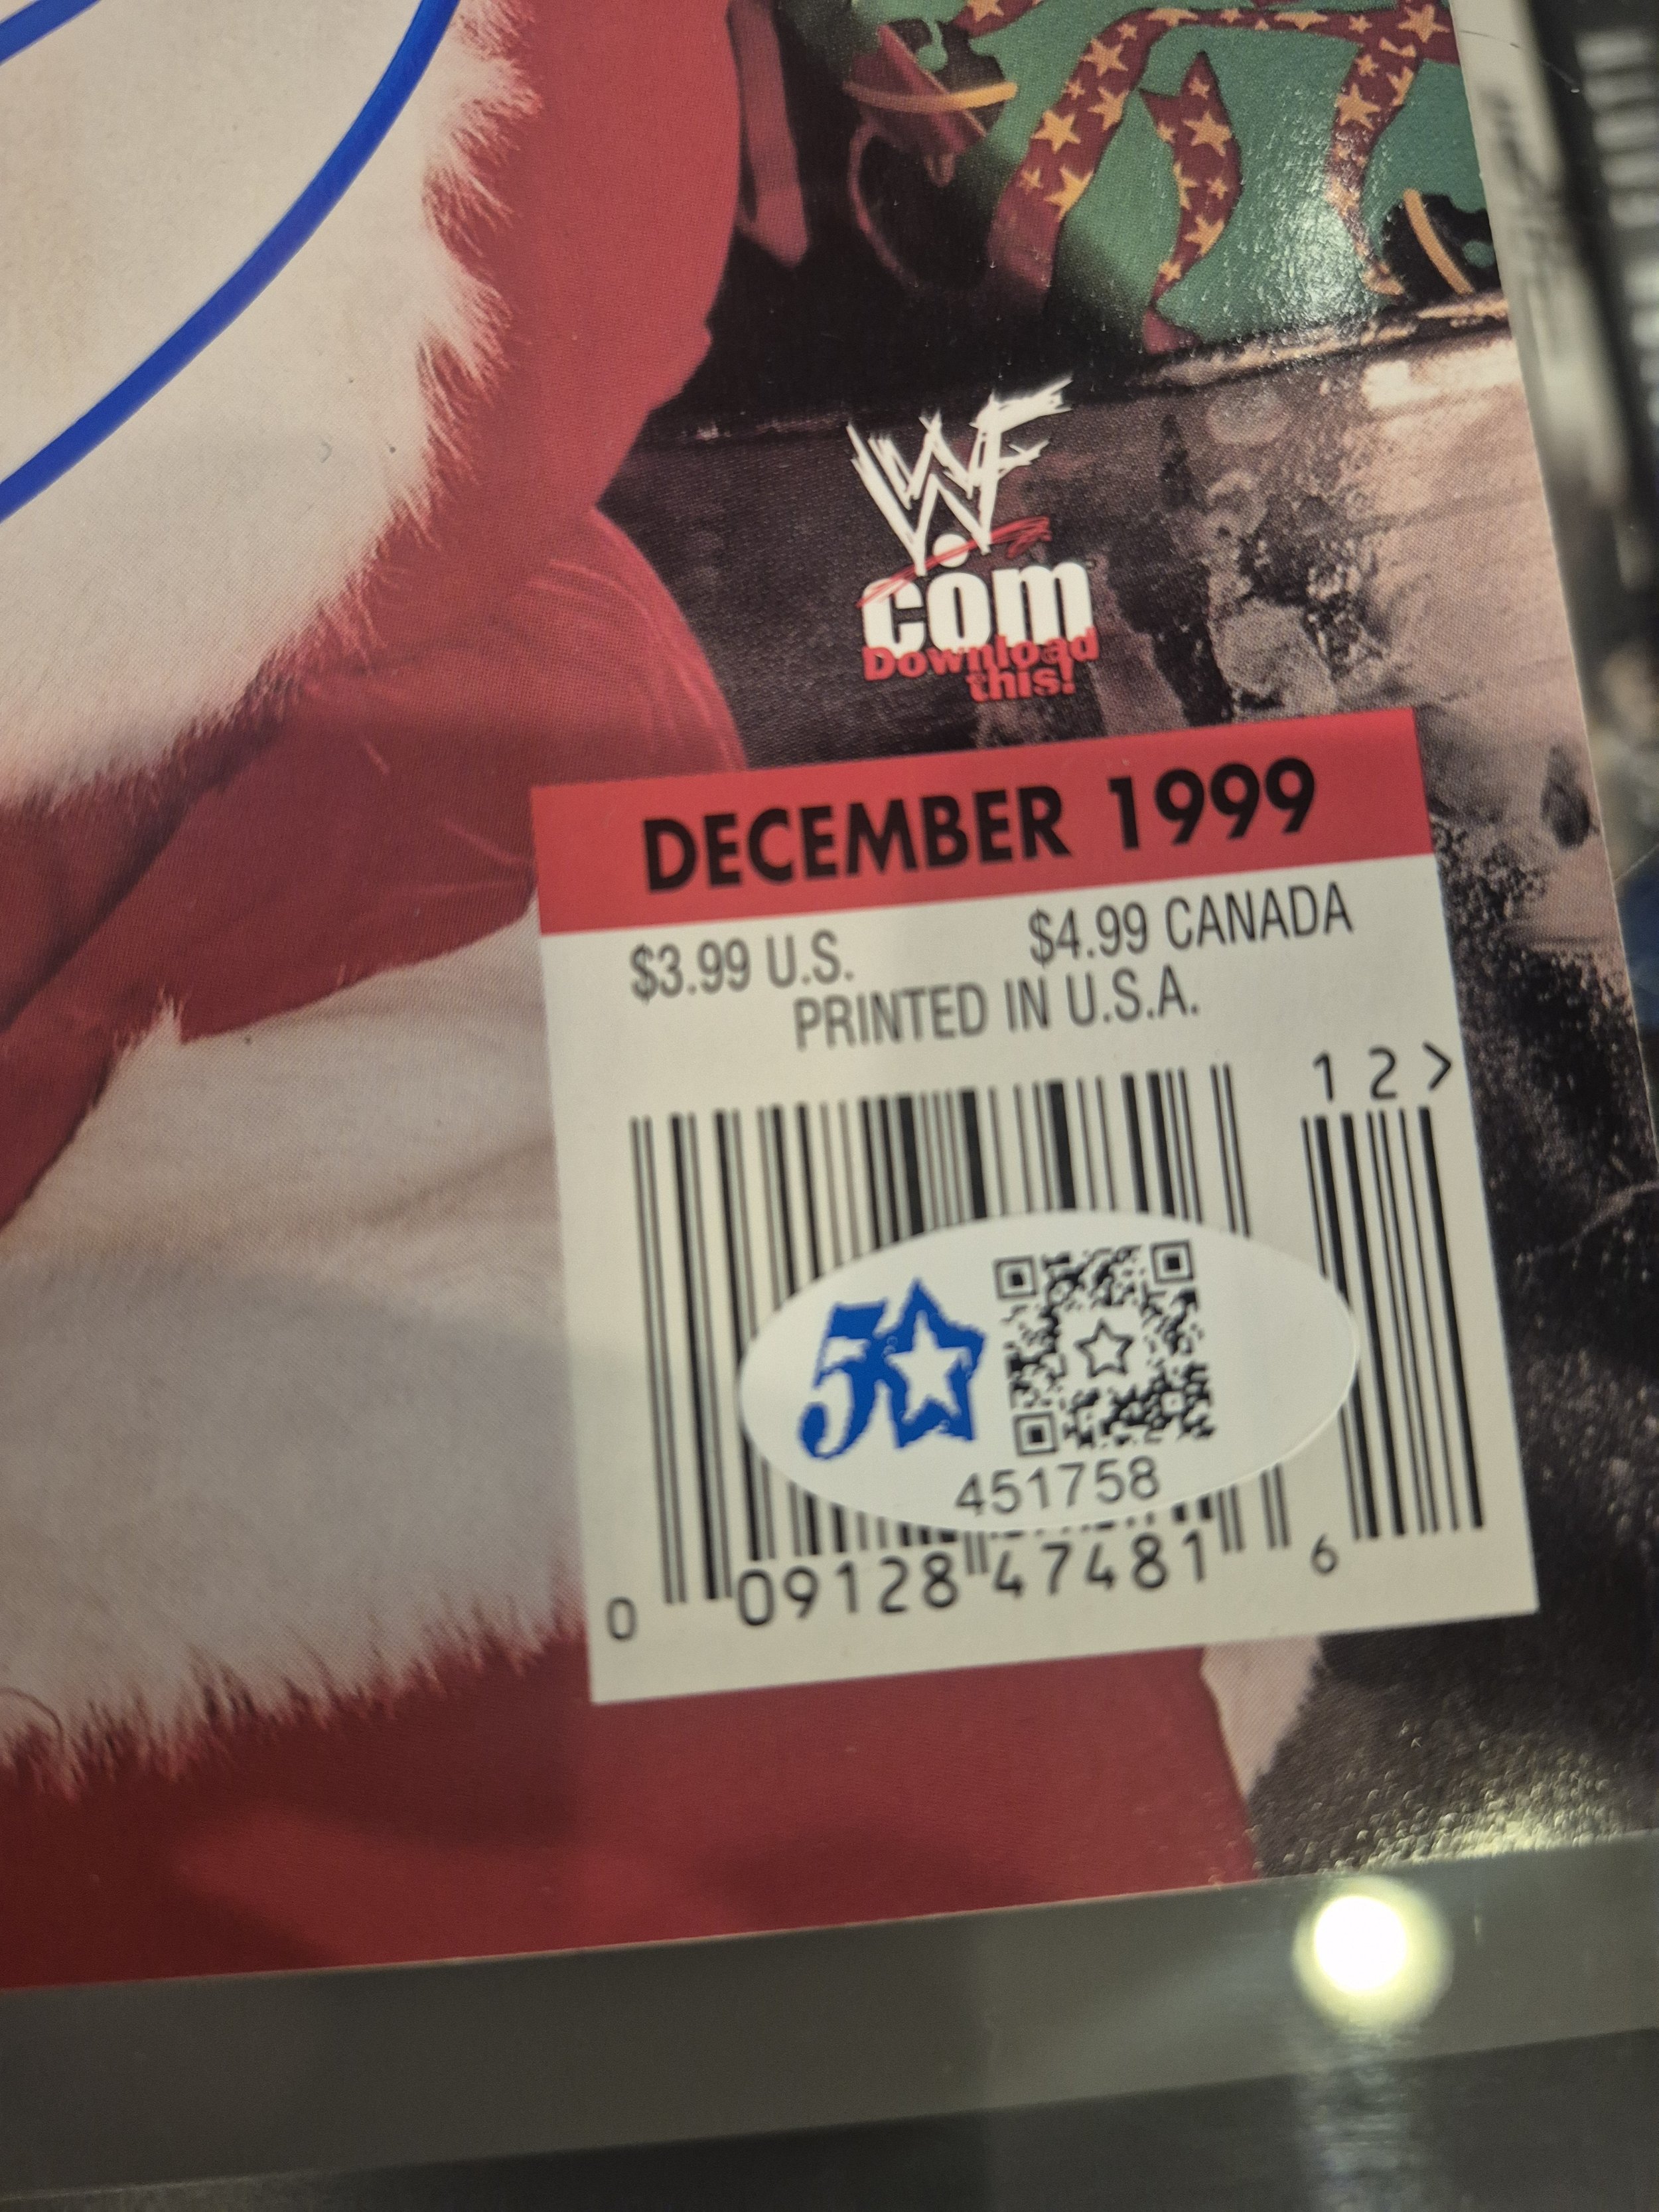 WF
.com
Download
this!
DECEMBER 1999
$3.99 U.S. $4.99 CANADA
PRINTED IN U.S.A.
12>
50
451758
0 09128 47481 6